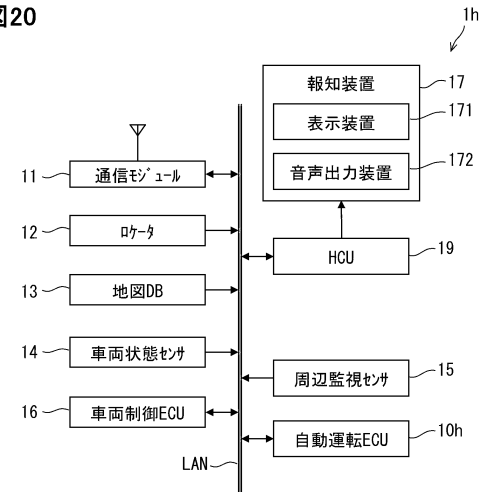 図20
1h
報知装置
17
表示装置
171
音声出力装置
172
11
通信ﾓｼﾞｭｰﾙ
12
ﾛｹｰﾀ
HCU
19
13
地図DB
14
車両状態ｾﾝｻ
周辺監視ｾﾝｻ
15
16
車両制御ECU
自動運転ECU
10h
LAN